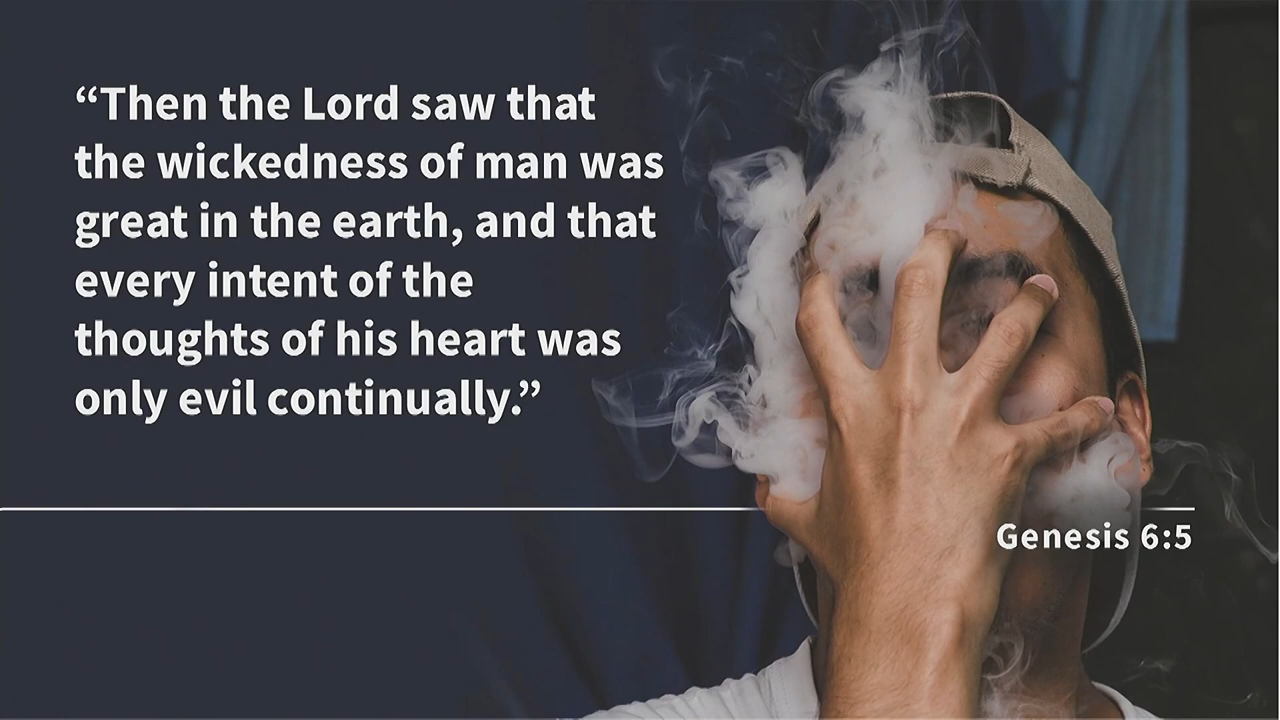 “Then the Lord saw that
the wickedness of man was
great in the earth, and that
every intent of the
thoughts of his heart was
only evil continually.”
Genesis 6:5